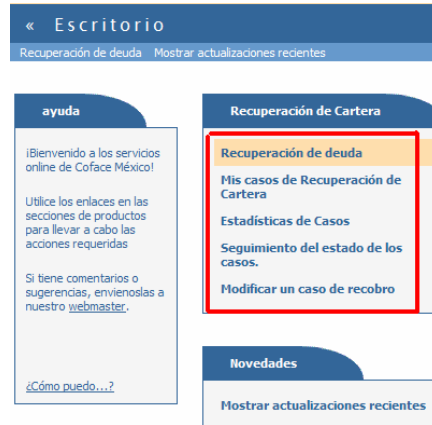 « Escritorio
Recuperación de deuda Mostrar actualizaciones recientes
ayuda
¡Bienvenido a los servicios
online de Coface México!
Utilice los enlaces en las
secciones de productos
para llevar a cabo las
acciones requeridas
Si tiene comentarios o
sugerencias, envienoslas a
nuestro webmaster.
¿Cómo puedo...?
Recuperación de Cartera
Recuperación de deuda
Mis casos de Recuperación de
Cartera
Estadísticas de Casos
Seguimiento del estado de los
casos.
Modificar un caso de recobro
Novedades
Mostrar actualizaciones recientes